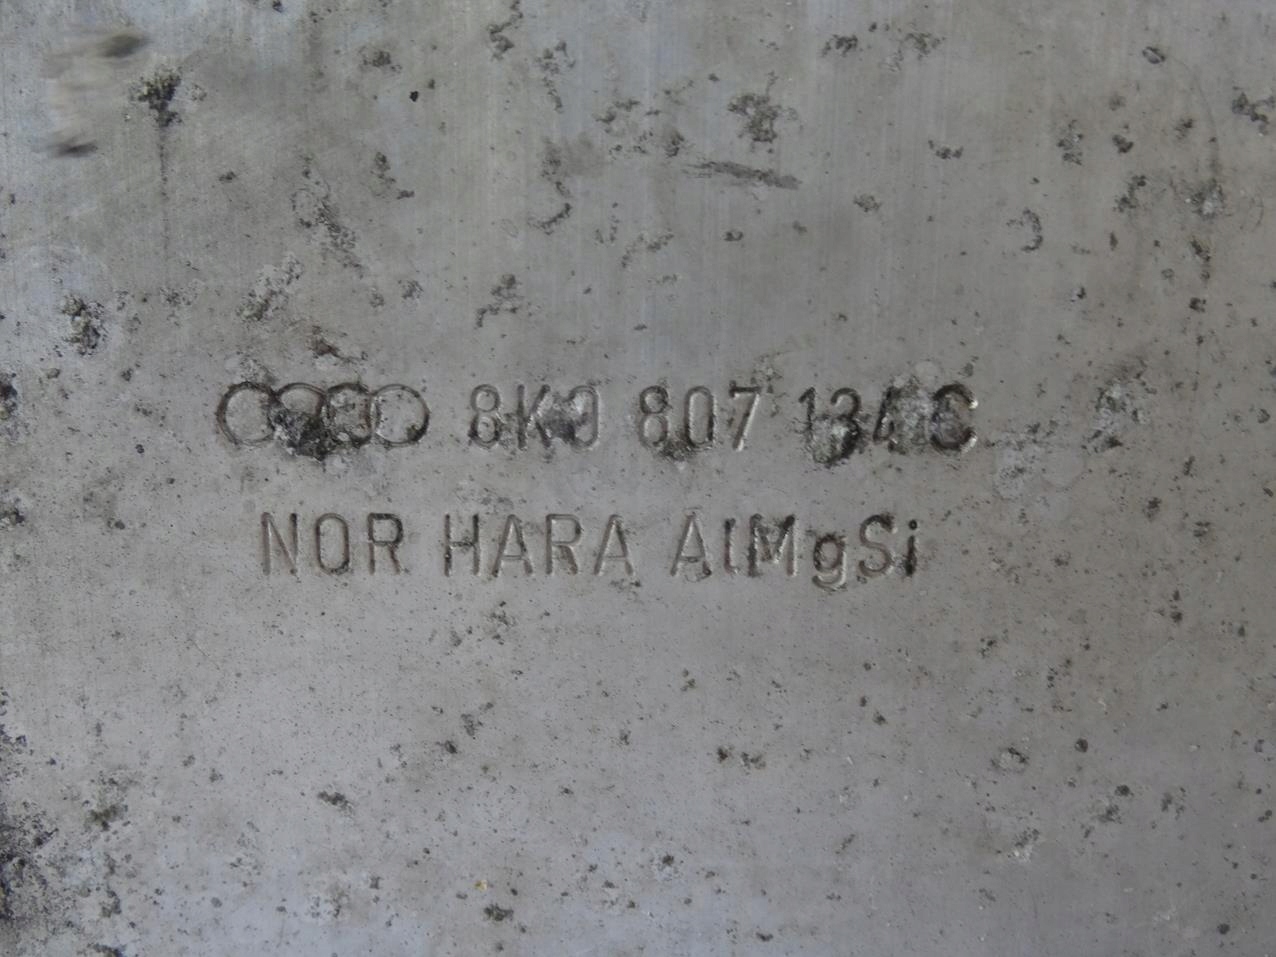 8K0 807 134 C
NOR HARA AlMgSi